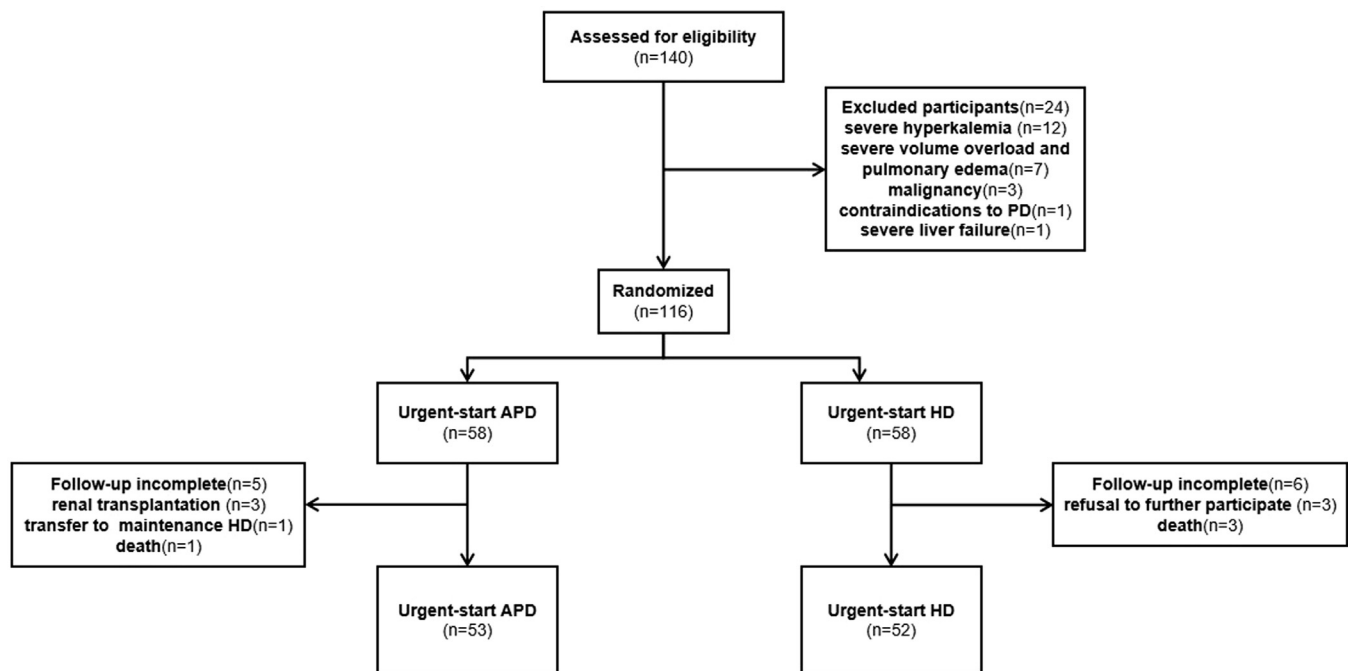 Assessed for eligibility
(n=140)
Excluded participants(n=24)
severe hyperkalemia (n=12)
severe volume overload and
pulmonary edema(n=7)
malignancy(n=3)
contraindications to PD(n=1)
severe liver failure(n=1)
Randomized
(n=116)
Urgent-start APD
(n=58)
Urgent-start HD
(n=58)
Follow-up incomplete(n=5)
renal transplantation (n=3)
transfer to maintenance HD(n=1)
death(n=1)
Follow-up incomplete(n=6)
refusal to further participate (n=3)
death(n=3)
Urgent-start APD
(n=53)
Urgent-start HD
(n=52)